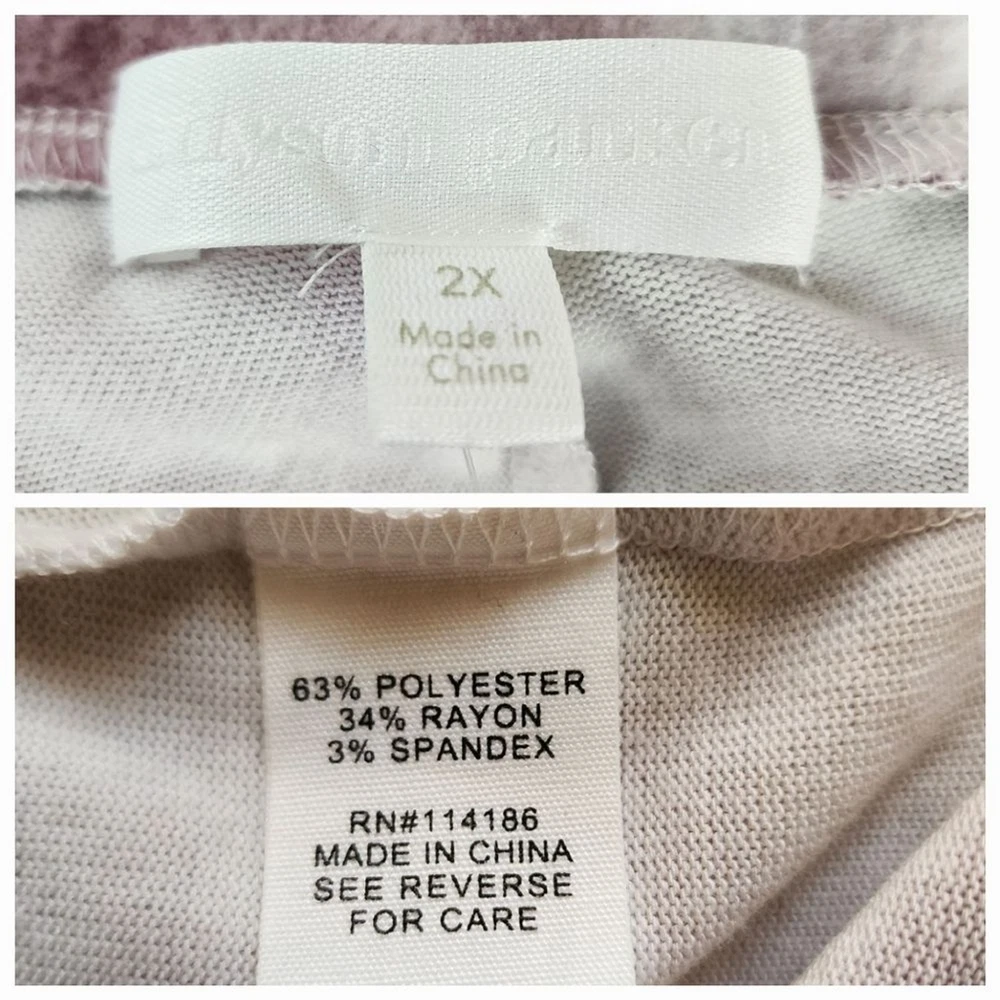 2X
Made in
China
63% POLYESTER
34% RAYON
3% SPANDEX
RN#114186
MADE IN CHINA
SEE REVERSE
FOR CARE